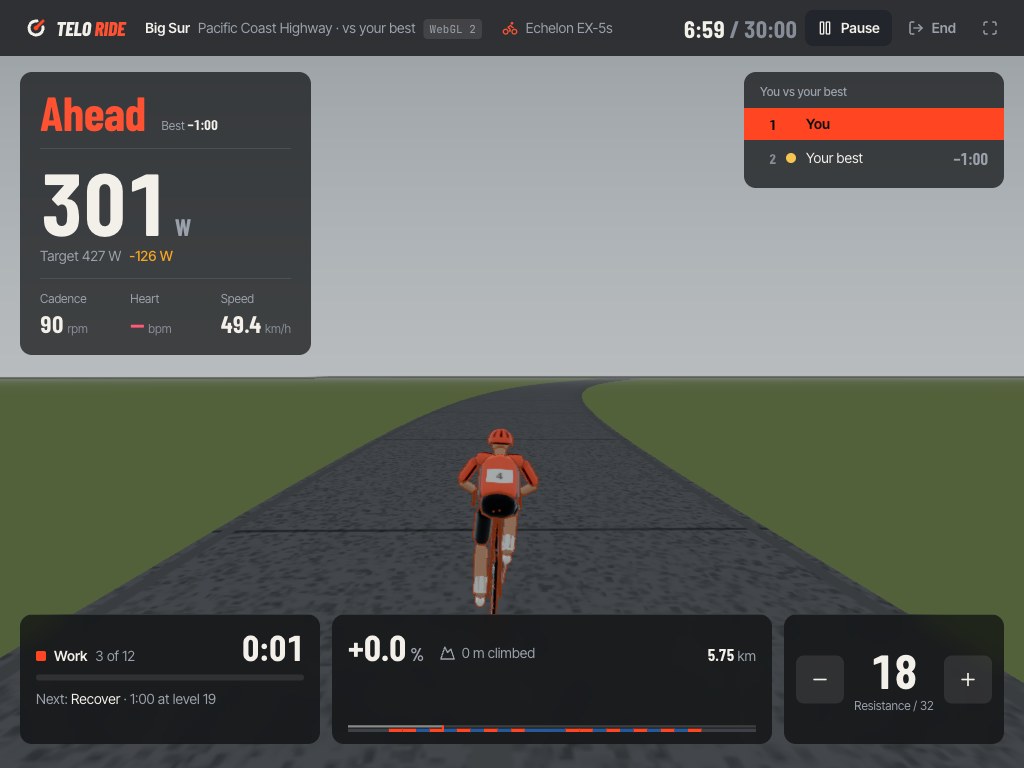 TELO RIDE Big Sur Pacific Coast Highway · vs your best WebGL 2 Echelon EX-5s 6:59 / 30:00 Pause End
Ahead Best −1:00
301 W
Target 427 W -126 W
Cadence Heart Speed
90 rpm – bpm 49.4 km/h
You vs your best
1 You
2 Your best −1:00
4
Work 3 of 12 0:01
Next: Recover · 1:00 at level 19
+0.0 % 0 m climbed 5.75 km
− 18 +
Resistance / 32